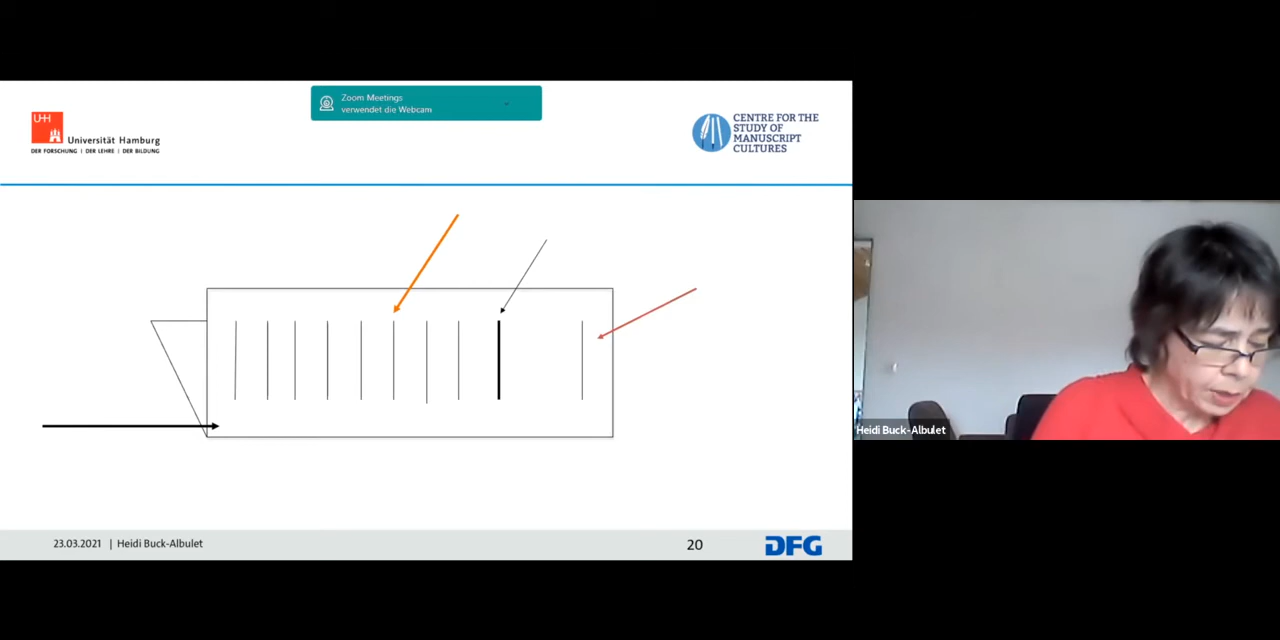 Zoom Meetings
verwendet die Webcam
UH
Universität Hamburg
DER FORSCHUNG | DER LEHRE | DER BILDUNG
CENTRE FOR THE
STUDY OF
MANUSCRIPT
CULTURES
Heidi Buck-Albulet
23.03.2021 | Heidi Buck-Albulet
20
DFG